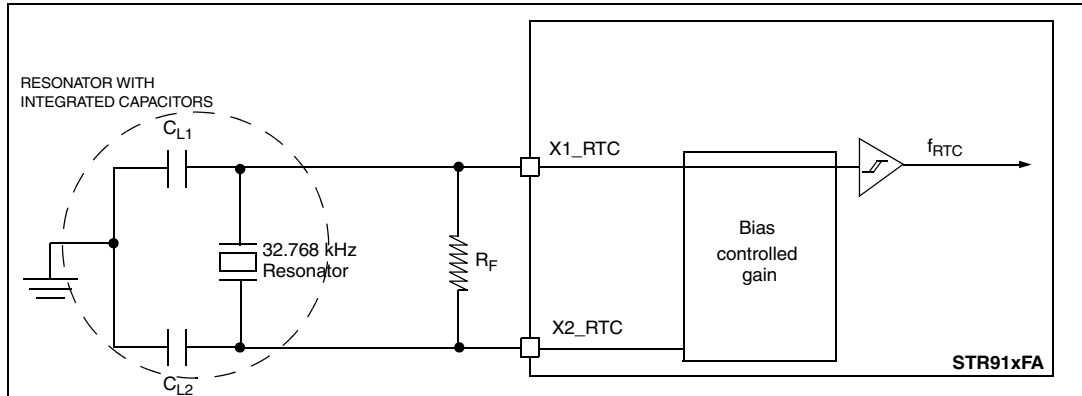 RESONATOR WITH
INTEGRATED CAPACITORS
CL1
X1_RTC
fRTC
32.768 kHz
Resonator
RF
Bias
controlled
gain
X2_RTC
STR91xFA
CL2